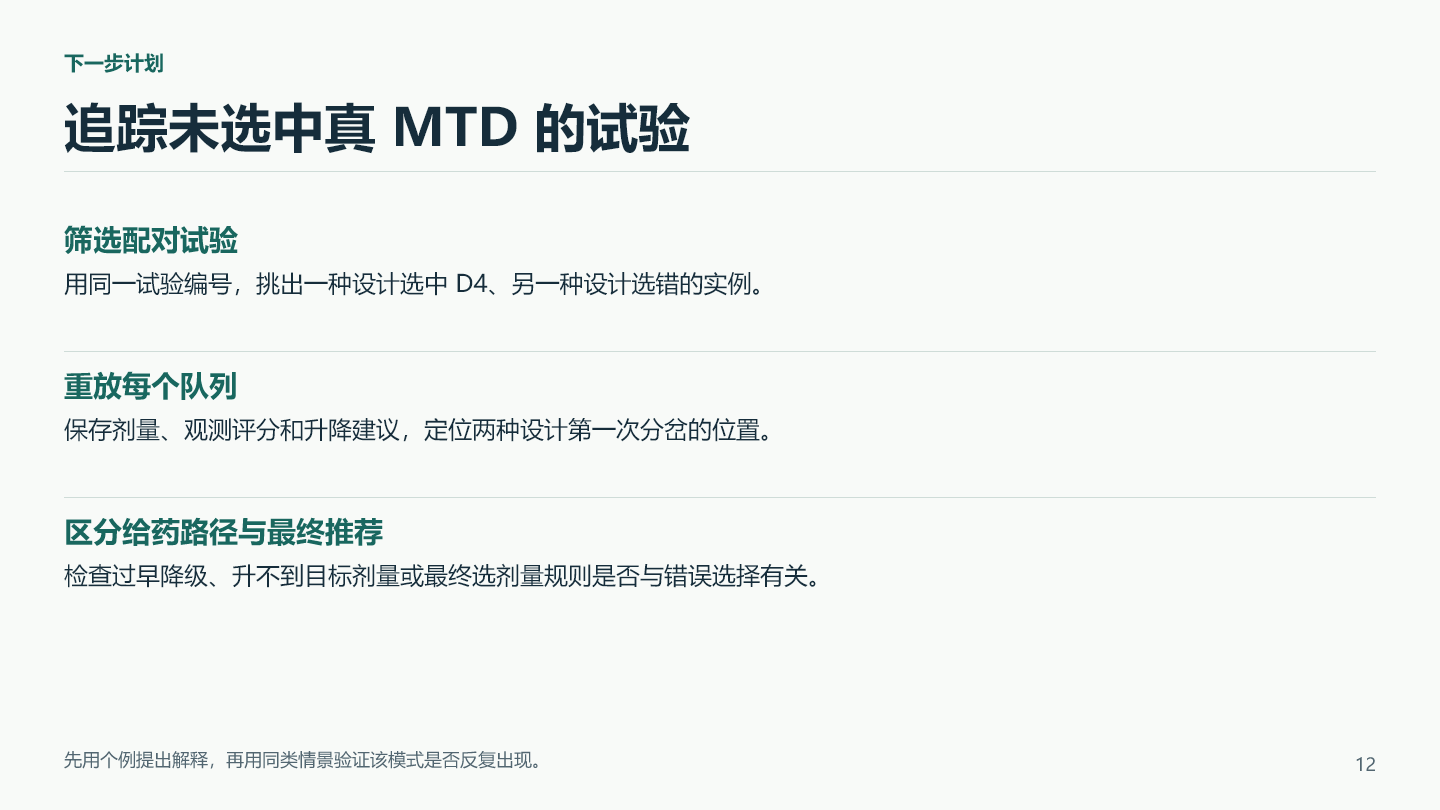 下一步计划
追踪未选中真 MTD 的试验
筛选配对试验
用同一试验编号，挑出一种设计选中 D4、另一种设计选错的实例。
重放每个队列
保存剂量、观测评分和升降建议，定位两种设计第一次分岔的位置。
区分给药路径与最终推荐
检查过早降级、升不到目标剂量或最终选剂量规则是否与错误选择有关。
先用个例提出解释，再用同类情景验证该模式是否反复出现。
12